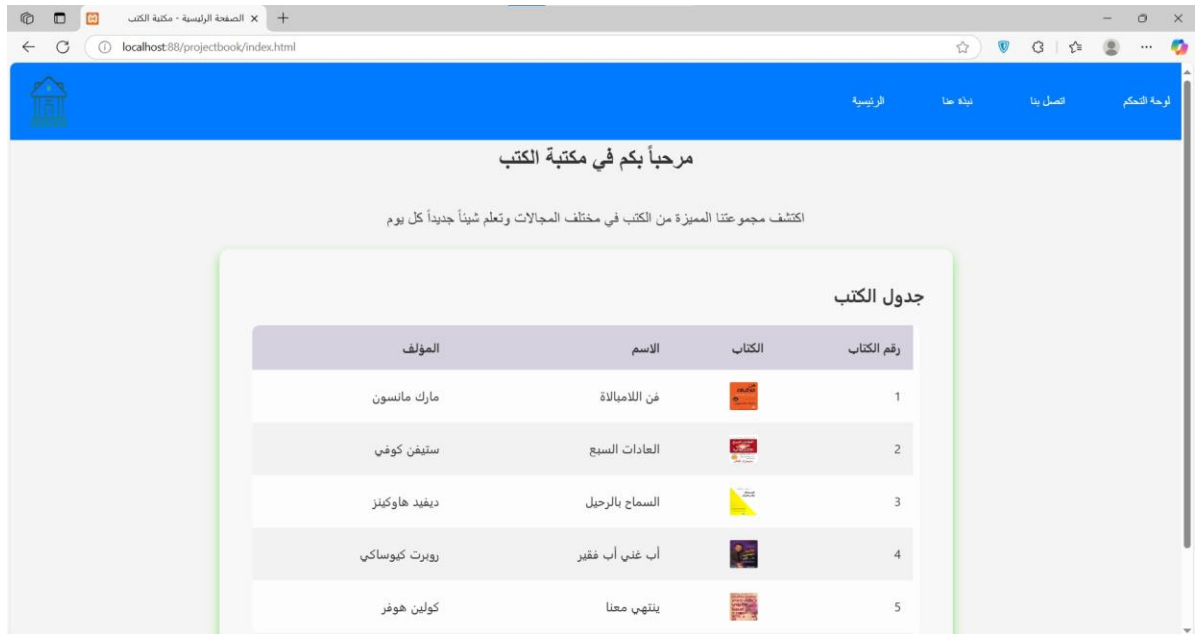 الصفحة الرئيسية - مكتبة الكتب
localhost:88/projectbook/index.html
لوحة التحكم
اتصل بنا
نبذة عنا
الرئيسية
مرحباً بكم في مكتبة الكتب
اكتشف مجموعتنا المميزة من الكتب في مختلف المجالات وتعلم شيئاً جديداً كل يوم
جدول الكتب
رقم الكتاب الكتاب الاسم المؤلف
1 فن اللامبالاة مارك مانسون
2 العادات السبع ستيفن كوفي
3 السماح بالرحيل ديفيد هاوكينز
4 أب غني أب فقير روبرت كيوساكي
5 ينتهي معنا كولين هوفر